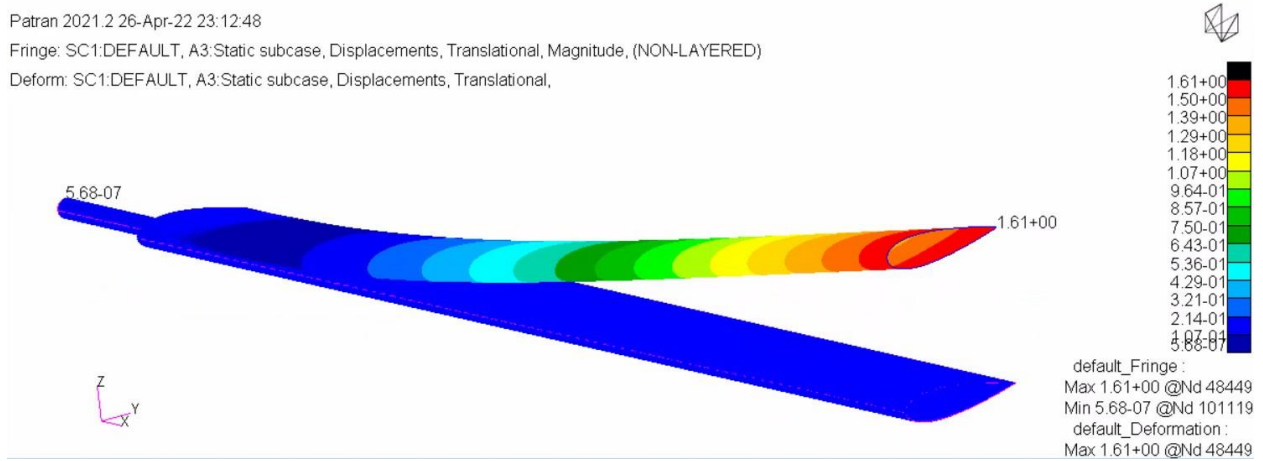 Patran 2021.2 26-Apr-22 23:12:48
Fringe: SC1:DEFAULT, A3:Static subcase, Displacements, Translational, Magnitude, (NON-LAYERED)
Deform: SC1:DEFAULT, A3:Static subcase, Displacements, Translational,
1.61+00
1.50+00
1.39+00
1.29+00
1.18+00
1.07+00
9.64-01
8.57-01
7.50-01
6.43-01
5.36-01
4.29-01
3.21-01
2.14-01
1.07-01
5.68-07
5.68-07
1.61+00
Z
Y
X
default_Fringe :
Max 1.61+00 @Nd 48449
Min 5.68-07 @Nd 101119
default_Deformation :
Max 1.61+00 @Nd 48449